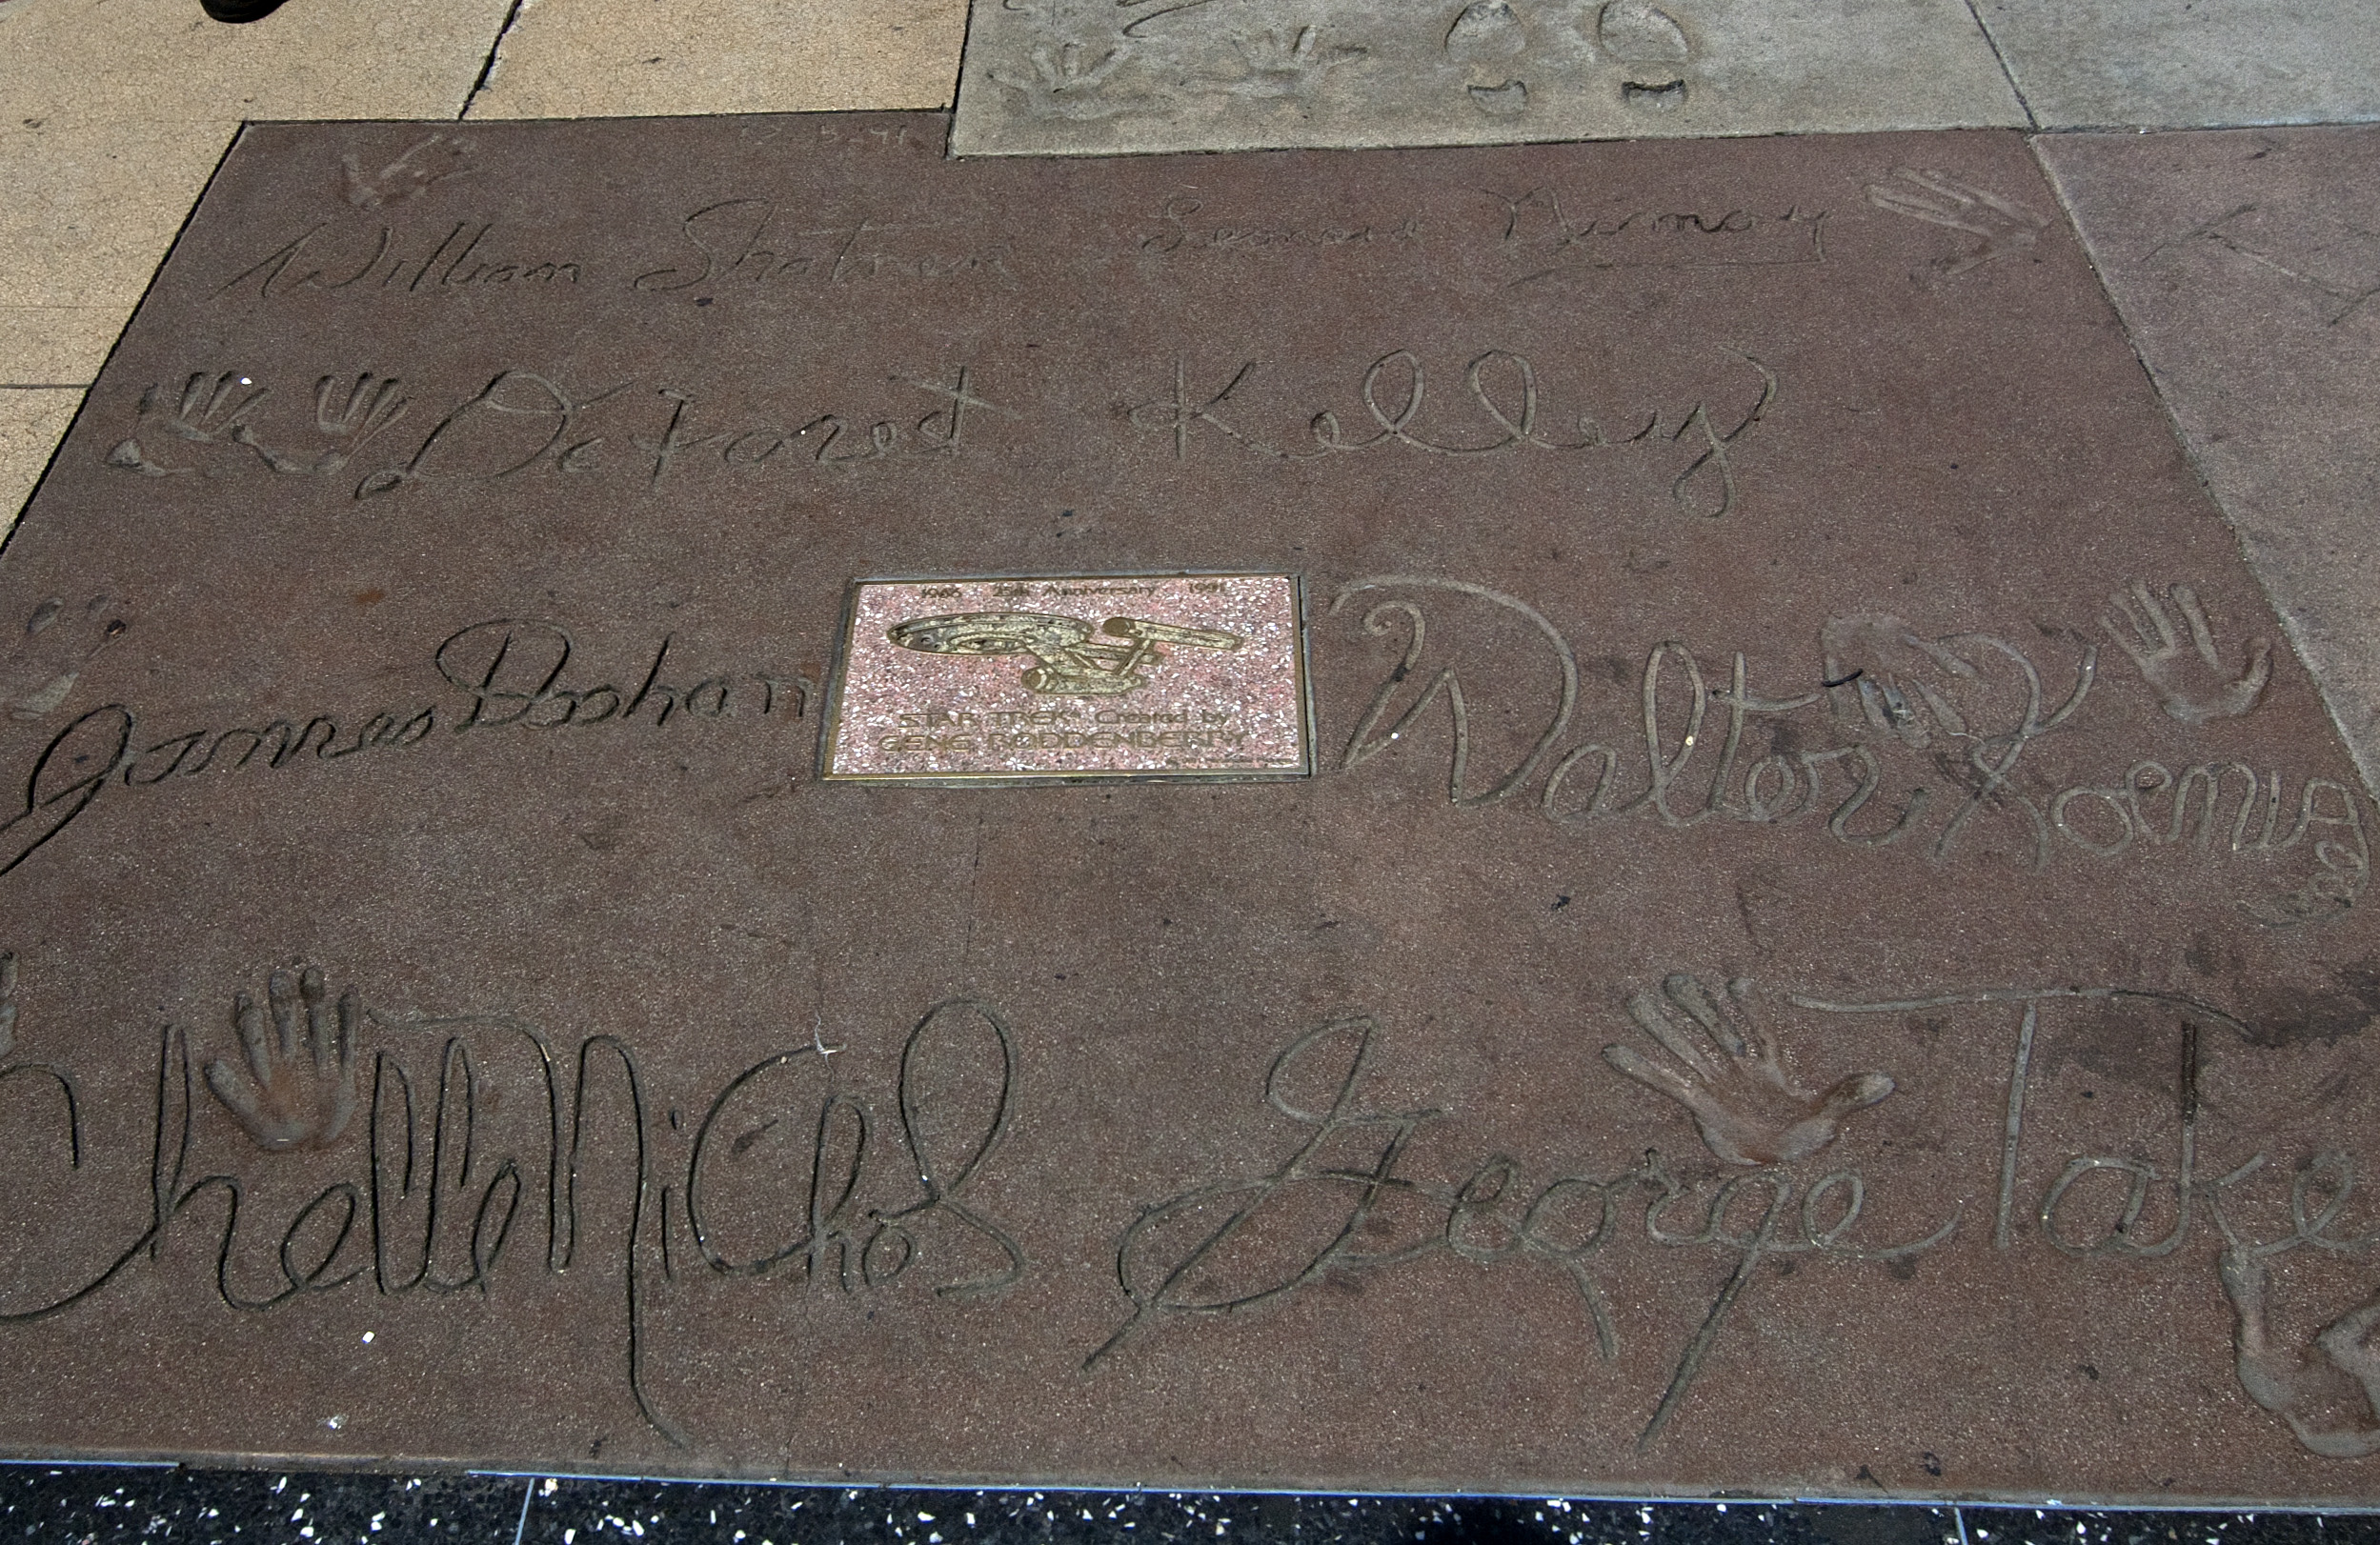 William Shatner Leonard Nimoy
DeForest Kelley
1966 25th Anniversary 1991
STAR TREK® Created by
GENE RODDENBERRY
James Doohan
Walter Koenig
Nichelle Nichols
George Take